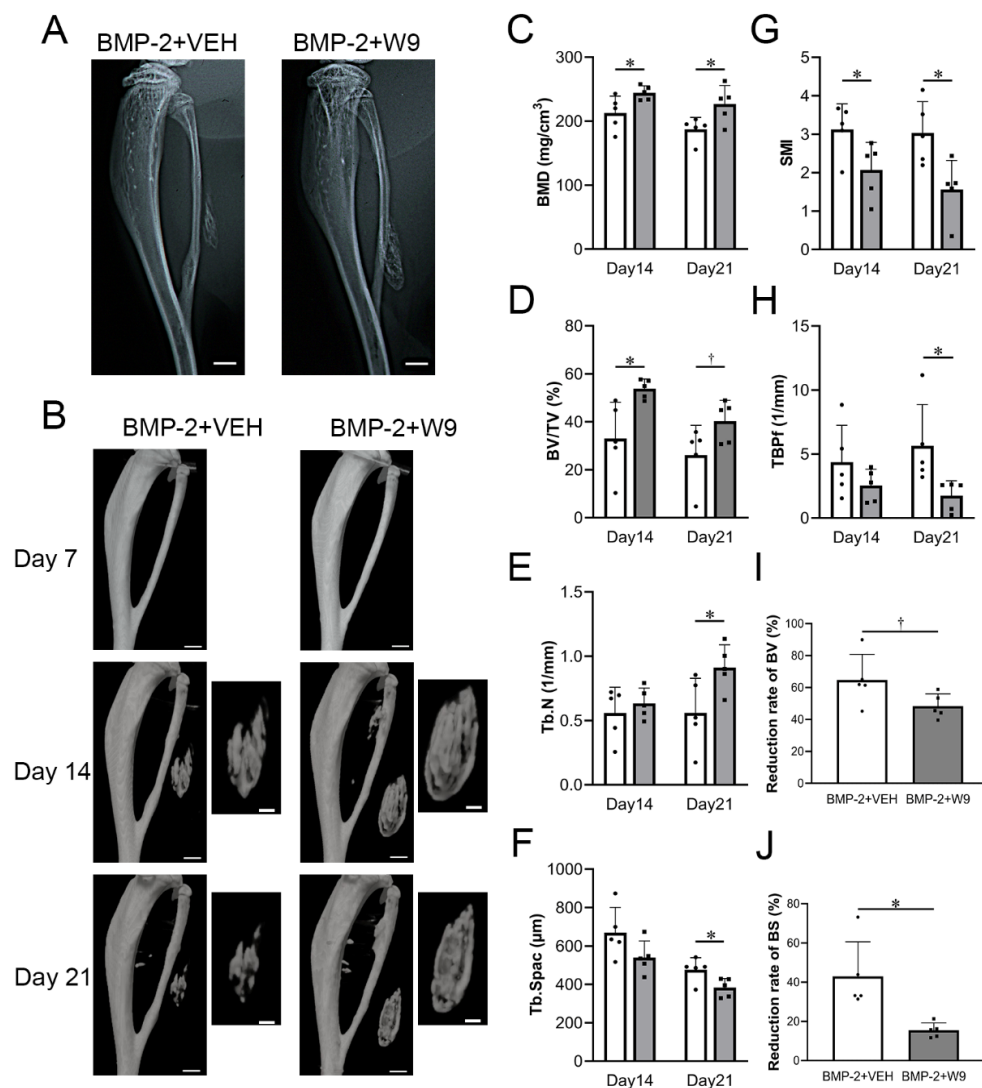 A
BMP-2+VEH
BMP-2+W9
B
BMP-2+VEH
BMP-2+W9
Day 7
Day 14
Day 21
C
BMD (mg/cm³)
300
200
100
0
*
*
Day14
Day21
D
BV/TV (%)
80
60
40
20
0
*
†
Day14
Day21
E
Tb.N (1/mm)
1.5
1.0
0.5
0.0
*
Day14
Day21
F
Tb.Spac (μm)
1000
800
600
400
200
0
*
Day14
Day21
G
SMI
5
4
3
2
1
0
*
*
Day14
Day21
H
TBPf (1/mm)
15
10
5
0
*
Day14
Day21
I
Reduction rate of BV (%)
100
80
60
40
20
0
†
BMP-2+VEH
BMP-2+W9
J
Reduction rate of BS (%)
80
60
40
20
0
*
BMP-2+VEH
BMP-2+W9